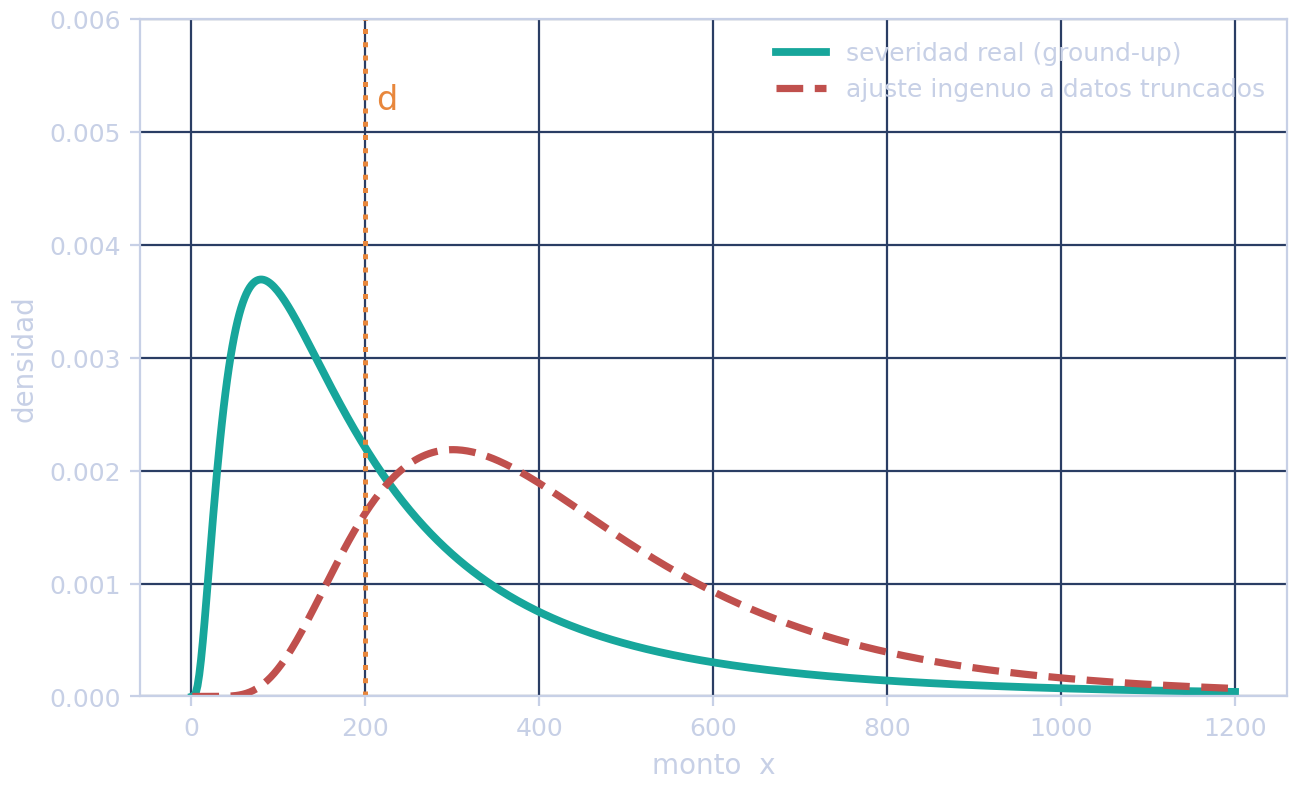 severidad real (ground-up)
ajuste ingenuo a datos truncados
d
densidad
0.006
0.005
0.004
0.003
0.002
0.001
0.000
0 200 400 600 800 1000 1200
monto x